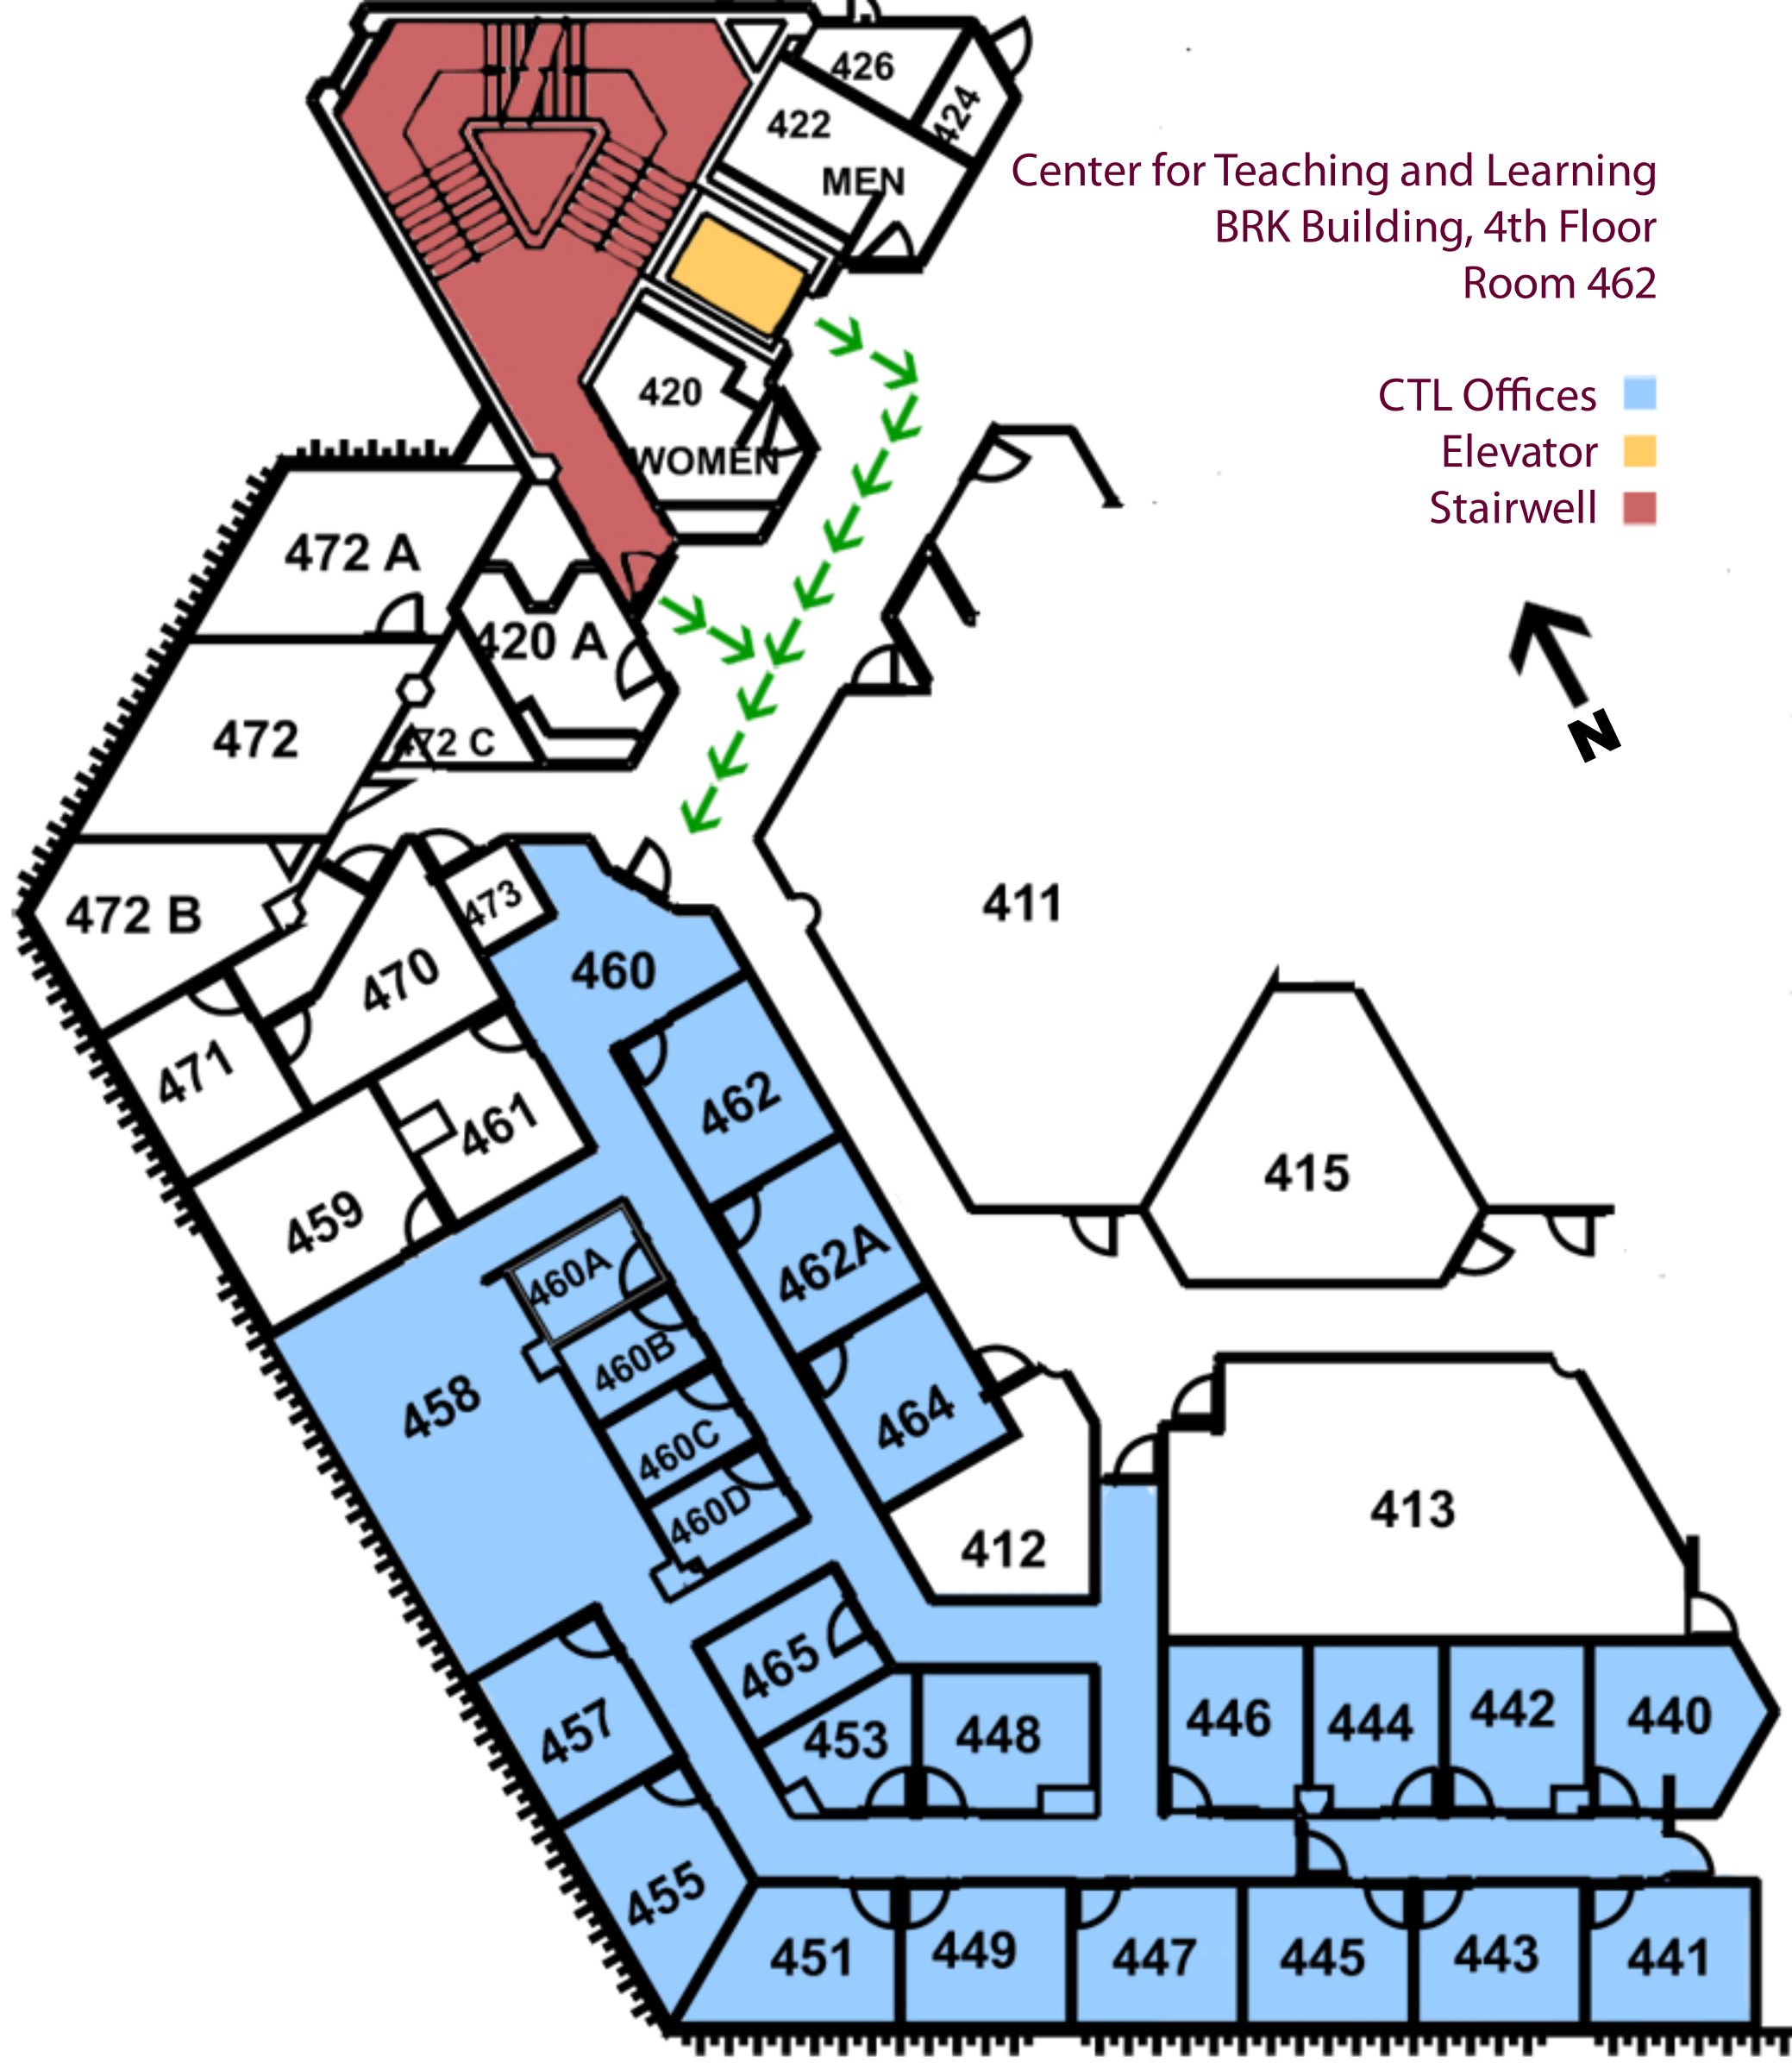 426
424
422
MEN
Center for Teaching and Learning
BRK Building, 4th Floor
Room 462
CTL Offices
Elevator
Stairwell
420
WOMEN
472 A
420 A
472
472 C
N
472 B
473
411
460
470
471
462
461
459
415
462A
460A
460B
458
460C
464
460D
413
412
465
457
453
448
446
444
442
440
455
451
449
447
445
443
441